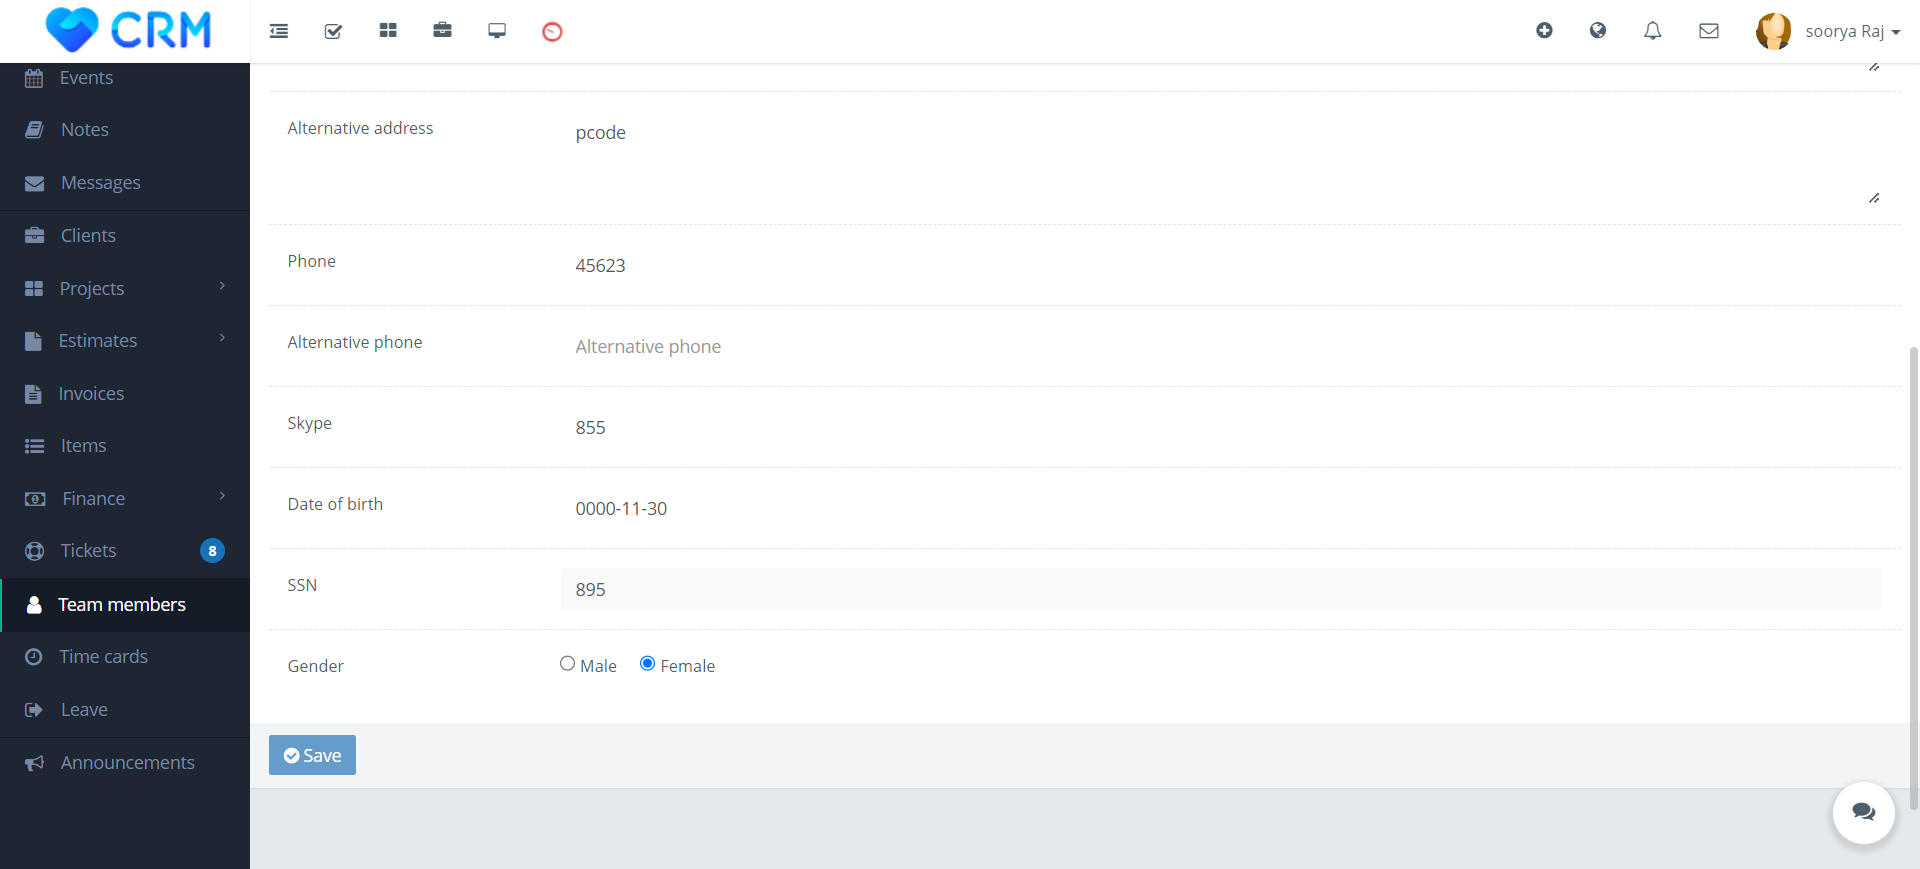 CRM
soorya Raj
Events
Notes
Messages
Clients
Projects
Estimates
Invoices
Items
Finance
Tickets 8
Team members
Time cards
Leave
Announcements
Alternative address pcode
Phone 45623
Alternative phone Alternative phone
Skype 855
Date of birth 0000-11-30
SSN 895
Gender Male Female
Save